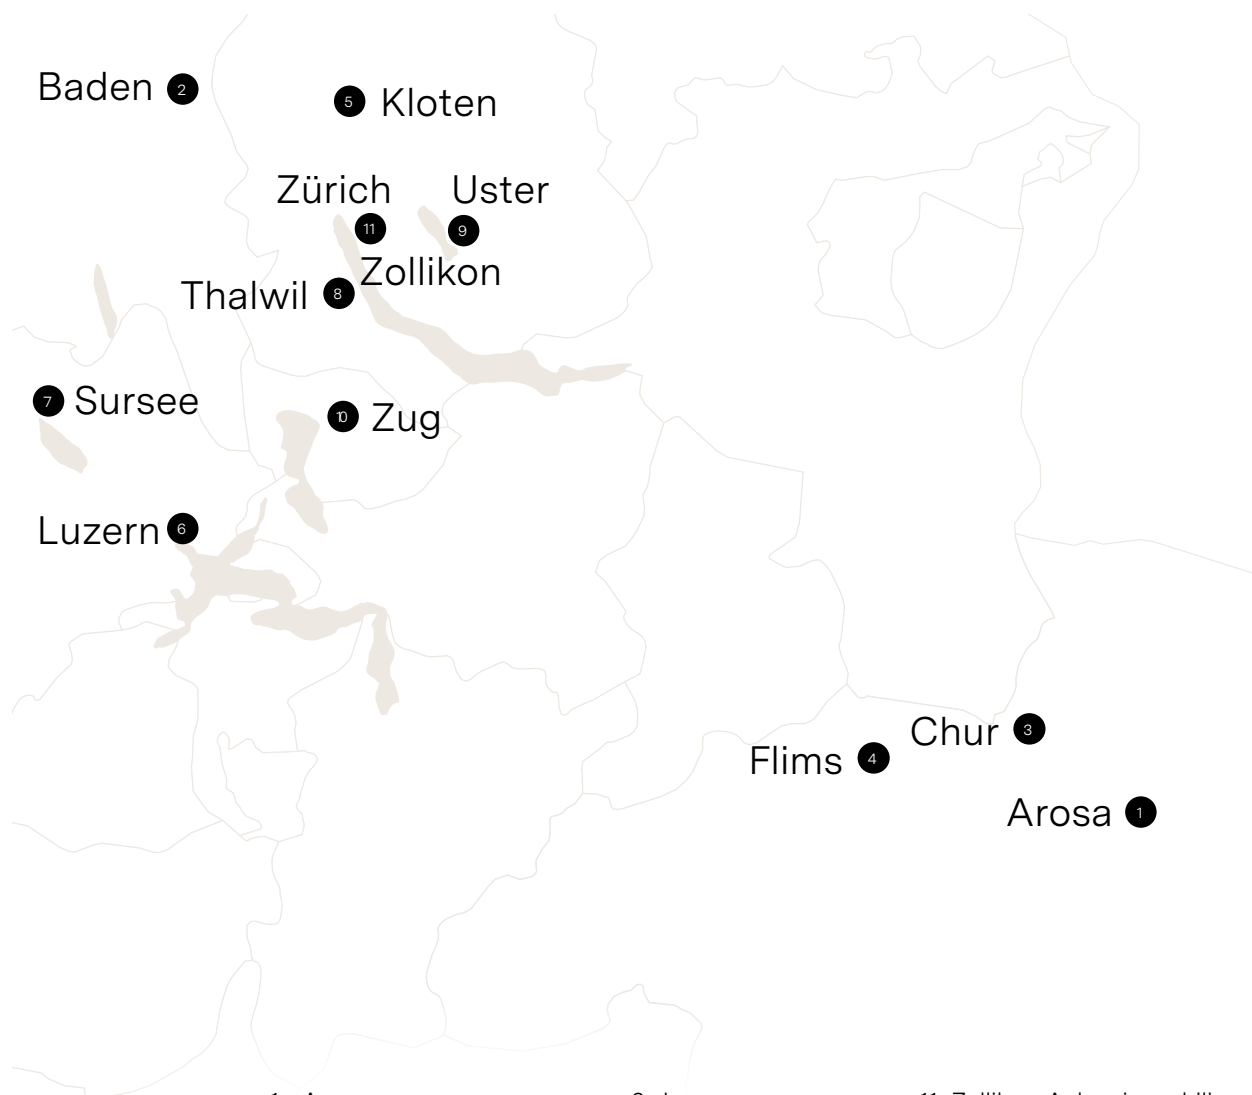 Baden 2
5 Kloten
Zürich
Uster
11
9
Zollikon
Thalwil 8
7 Sursee
10 Zug
Luzern 6
Chur 3
Flims 4
Arosa 1